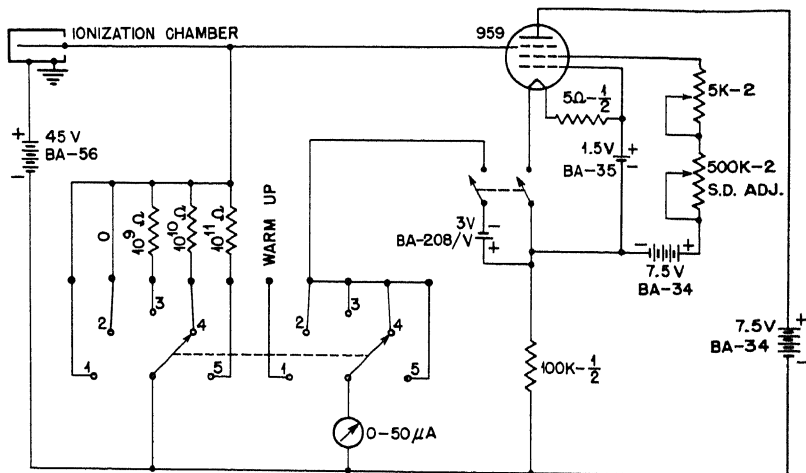 IONIZATION CHAMBER
959
5K-2
5Ω-½
+
45V
BA-56
-
+
1.5V
-
BA-35
500K-2
S.D. ADJ.
0
10⁹Ω
10¹⁰Ω
10¹¹Ω
WARM UP
3V
-
BA-208/V
+
-
+
7.5V
BA-34
+
7.5V
BA-34
-
3
2
4
1
5
3
2
4
1
5
100K-½
0-50μA